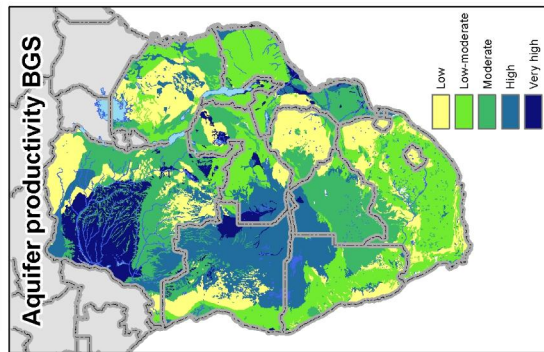 Aquifer productivity BGS
Low
Low-moderate
Moderate
High
Very high